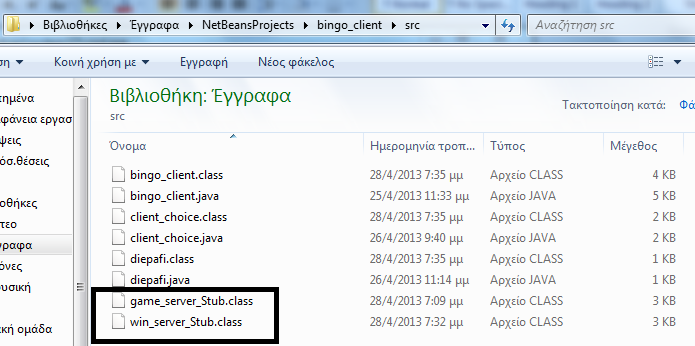 Βιβλιοθήκες ▸ Έγγραφα ▸ NetBeansProjects ▸ bingo_client ▸ src
Αναζήτηση src
ση Κοινή χρήση με Εγγραφή Νέος φάκελος
Βιβλιοθήκη: Έγγραφα
src
Τακτοποίηση κατά: Φά
Όνομα Ημερομηνία τροπ... Τύπος Μέγεθος
bingo_client.class 28/4/2013 7:35 μμ Αρχείο CLASS 4 KB
bingo_client.java 25/4/2013 11:33 μμ Αρχείο JAVA 5 KB
client_choice.class 28/4/2013 7:35 μμ Αρχείο CLASS 2 KB
client_choice.java 26/4/2013 9:40 μμ Αρχείο JAVA 2 KB
diepafi.class 28/4/2013 7:35 μμ Αρχείο CLASS 1 KB
diepafi.java 26/4/2013 11:14 μμ Αρχείο JAVA 1 KB
game_server_Stub.class 28/4/2013 7:09 μμ Αρχείο CLASS 3 KB
win_server_Stub.class 28/4/2013 7:32 μμ Αρχείο CLASS 3 KB
πημένα
φάνεια εργασ
ψεις
όσ.θέσεις
οθήκες
τεο
γραφα
όνες
υσική
ακή ομάδα